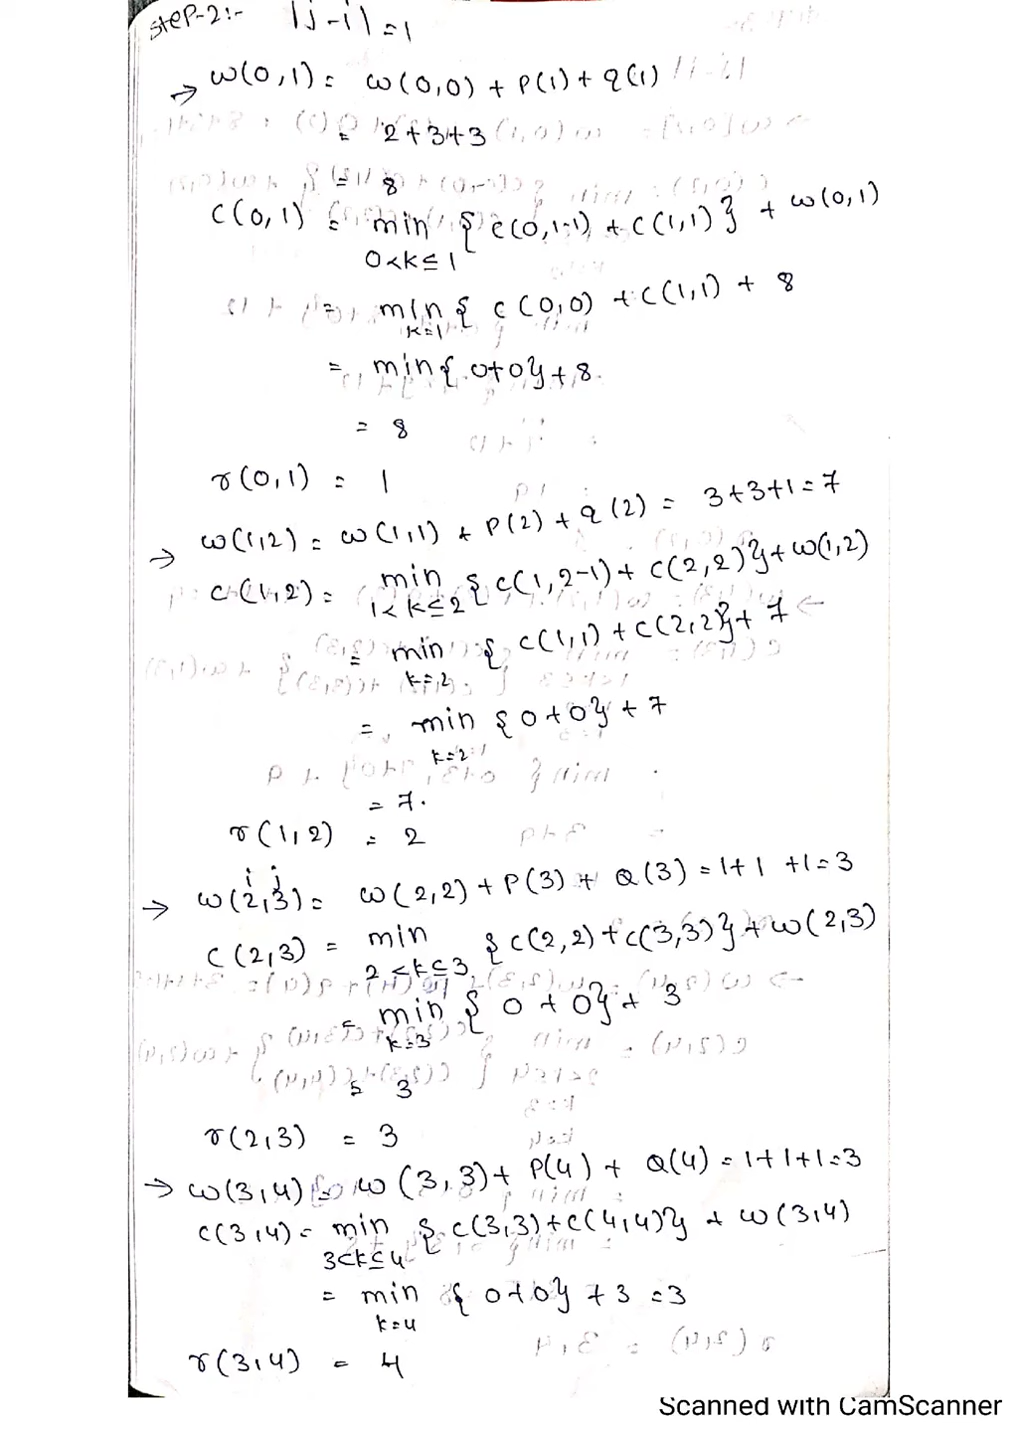 Step-2:- |j-i|=1
→ w(0,1) = w(0,0) + P(1) + q(1)
= 2+3+3
= 8
c(0,1) = min {c(0,1-1) + c(1,1)} + w(0,1)
0<k≤1
= min { c(0,0) + c(1,1) + 8
k=1
= min{ 0+0} + 8
= 8
r(0,1) = 1
→ w(1,2) = w(1,1) + P(2) + q(2) = 3+3+1=7
c(1,2) = min {c(1,2-1) + c(2,2)} + w(1,2)
1<k≤2
= min { c(1,1) + c(2,2)} + 7
k=2
= min {0+0} + 7
k=2
= 7.
r(1,2) = 2
i j
→ w(2,3) = w(2,2) + P(3) + Q(3) = 1+1+1=3
c(2,3) = min {c(2,2) + c(3,3)} + w(2,3)
2<k≤3
= min { 0 + 0} + 3
k=3
= 3
r(2,3) = 3
→ w(3,4) = w(3,3) + P(4) + Q(4) = 1+1+1=3
c(3,4) = min { c(3,3)+c(4,4)} + w(3,4)
3<k≤4
= min { 0+0} + 3 = 3
k=4
r(3,4) = 4
Scanned with CamScanner